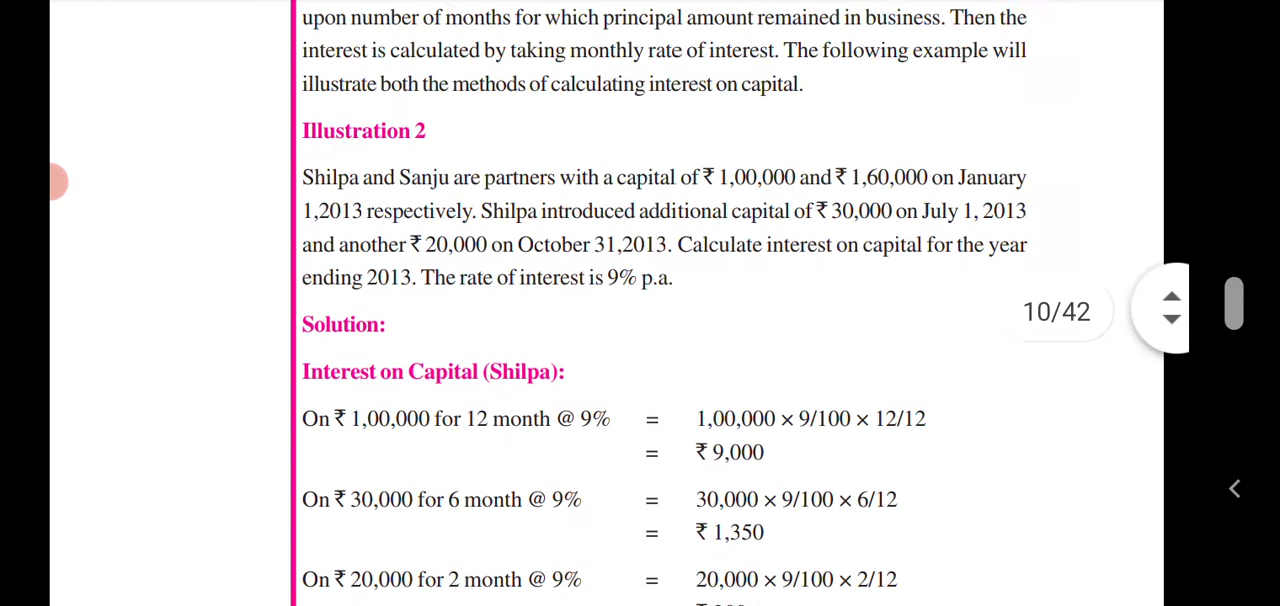 upon number of months for which principal amount remained in business. Then the
interest is calculated by taking monthly rate of interest. The following example will
illustrate both the methods of calculating interest on capital.
Illustration 2
Shilpa and Sanju are partners with a capital of ₹ 1,00,000 and ₹ 1,60,000 on January
1,2013 respectively. Shilpa introduced additional capital of ₹ 30,000 on July 1, 2013
and another ₹ 20,000 on October 31,2013. Calculate interest on capital for the year
ending 2013. The rate of interest is 9% p.a.
10/42
Solution:
Interest on Capital (Shilpa):
On ₹ 1,00,000 for 12 month @ 9% = 1,00,000 × 9/100 × 12/12
= ₹ 9,000
On ₹ 30,000 for 6 month @ 9% = 30,000 × 9/100 × 6/12
= ₹ 1,350
On ₹ 20,000 for 2 month @ 9% = 20,000 × 9/100 × 2/12